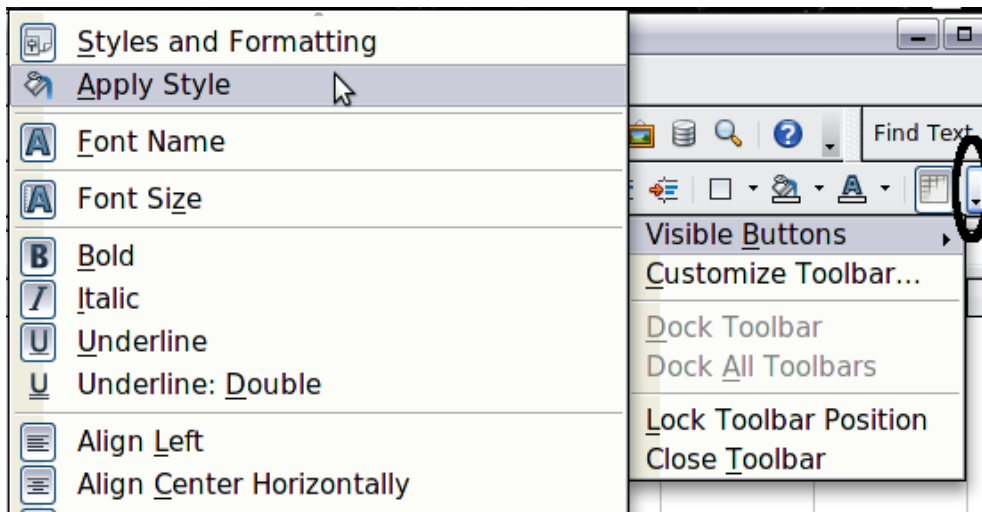 Styles and Formatting
Apply Style
Font Name
Font Size
Bold
Italic
Underline
Underline: Double
Align Left
Align Center Horizontally
Find Text
Visible Buttons
Customize Toolbar...
Dock Toolbar
Dock All Toolbars
Lock Toolbar Position
Close Toolbar